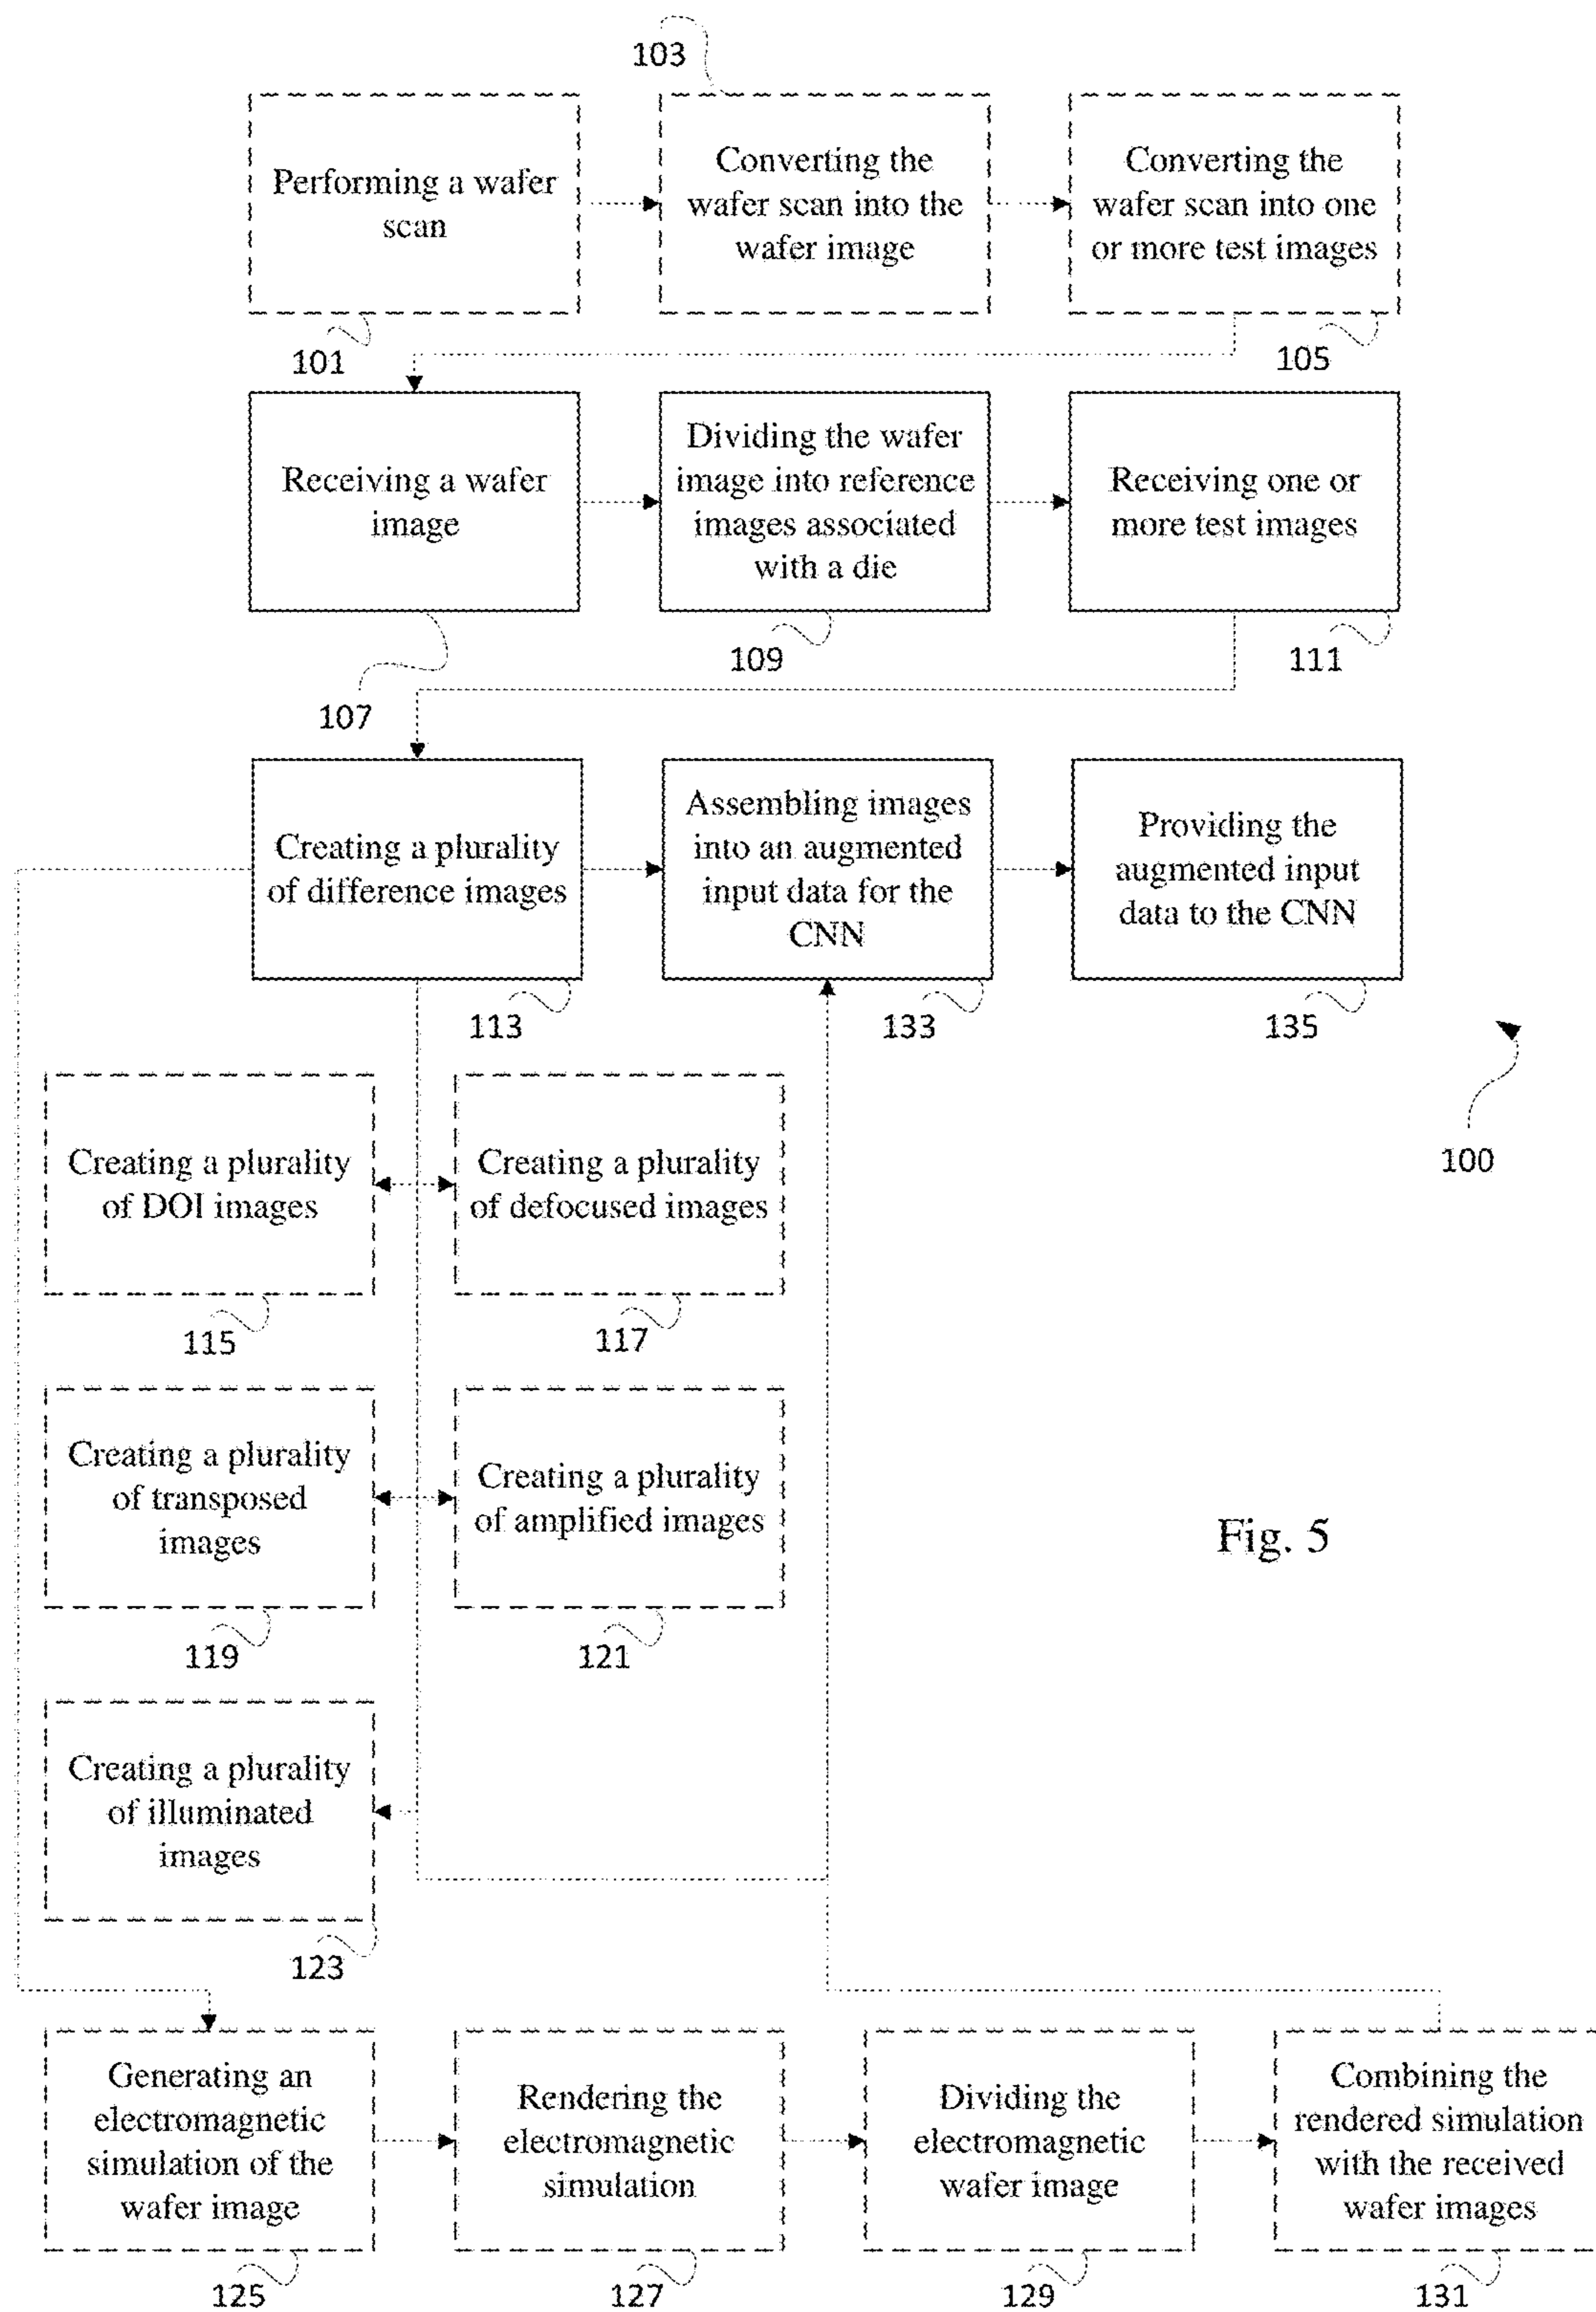 103
Performing a wafer
scan
Converting the
wafer scan into the
wafer image
Converting the
wafer scan into one
or more test images
101
105
Receiving a wafer
image
Dividing the wafer
image into reference
images associated
with a die
Receiving one or
more test images
107
109
111
Creating a plurality
of difference images
Assembling images
into an augmented
input data for the
CNN
Providing the
augmented input
data to the CNN
113
133
135
100
Creating a plurality
of DOI images
Creating a plurality
of defocused images
115
117
Creating a plurality
of transposed
images
Creating a plurality
of amplified images
119
121
Fig. 5
Creating a plurality
of illuminated
images
123
Generating an
electromagnetic
simulation of the
wafer image
Rendering the
electromagnetic
simulation
Dividing the
electromagnetic
wafer image
Combining the
rendered simulation
with the received
wafer images
125
127
129
131